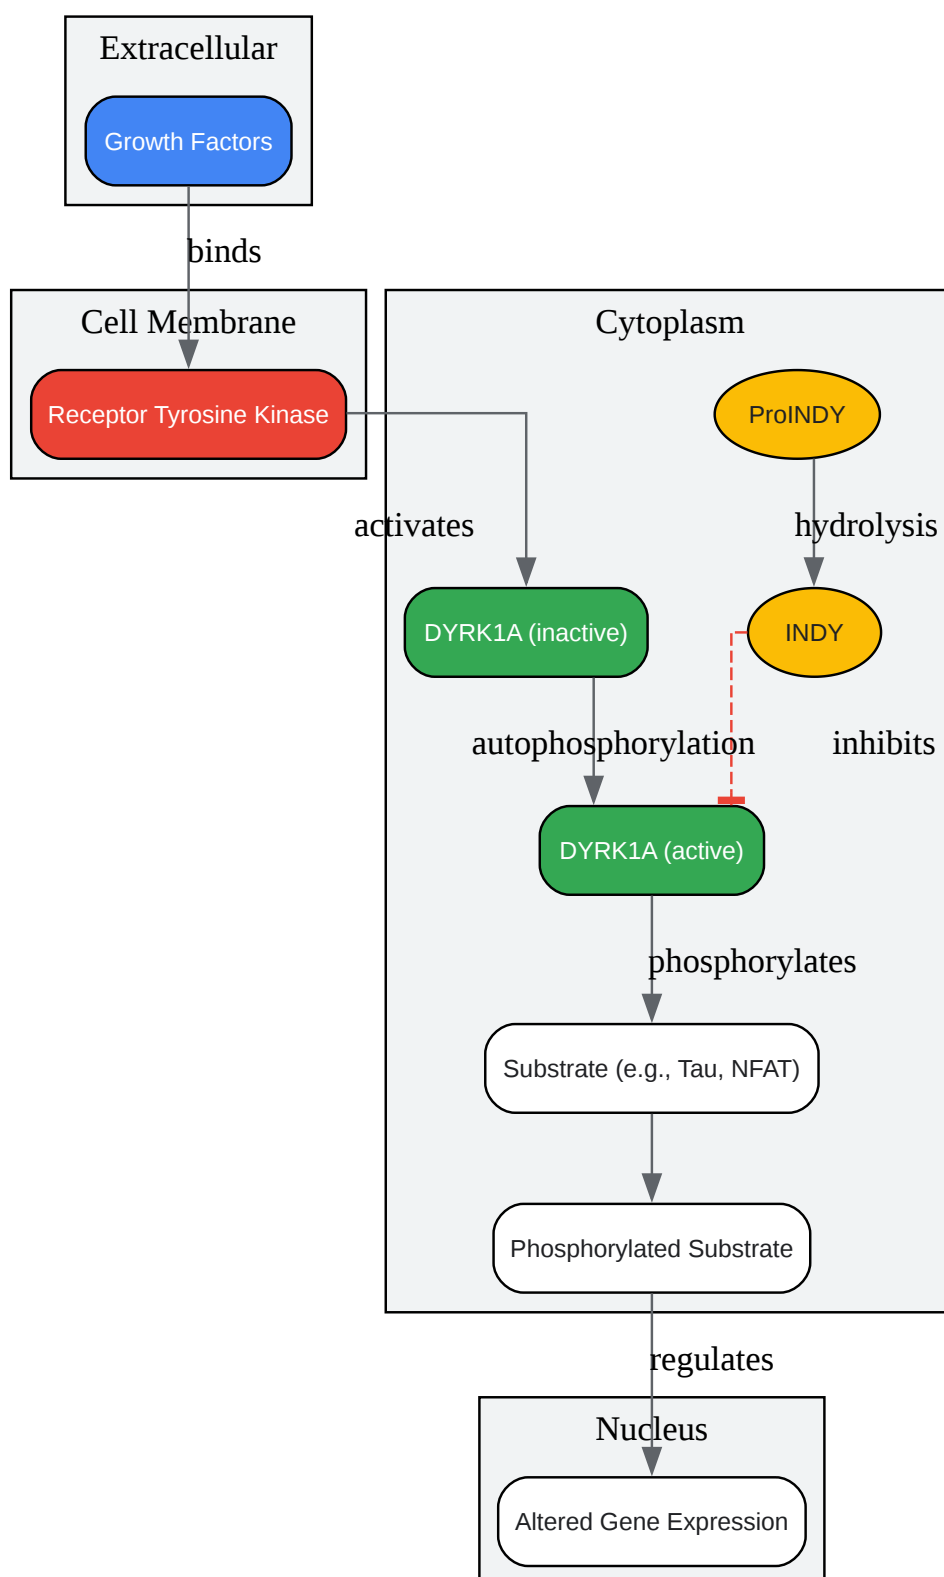 Extracellular
Growth Factors
binds
Cell Membrane
Cytoplasm
Receptor Tyrosine Kinase
ProINDY
activates
hydrolysis
DYRK1A (inactive)
INDY
autophosphorylation
inhibits
DYRK1A (active)
phosphorylates
Substrate (e.g., Tau, NFAT)
Phosphorylated Substrate
regulates
Nucleus
Altered Gene Expression